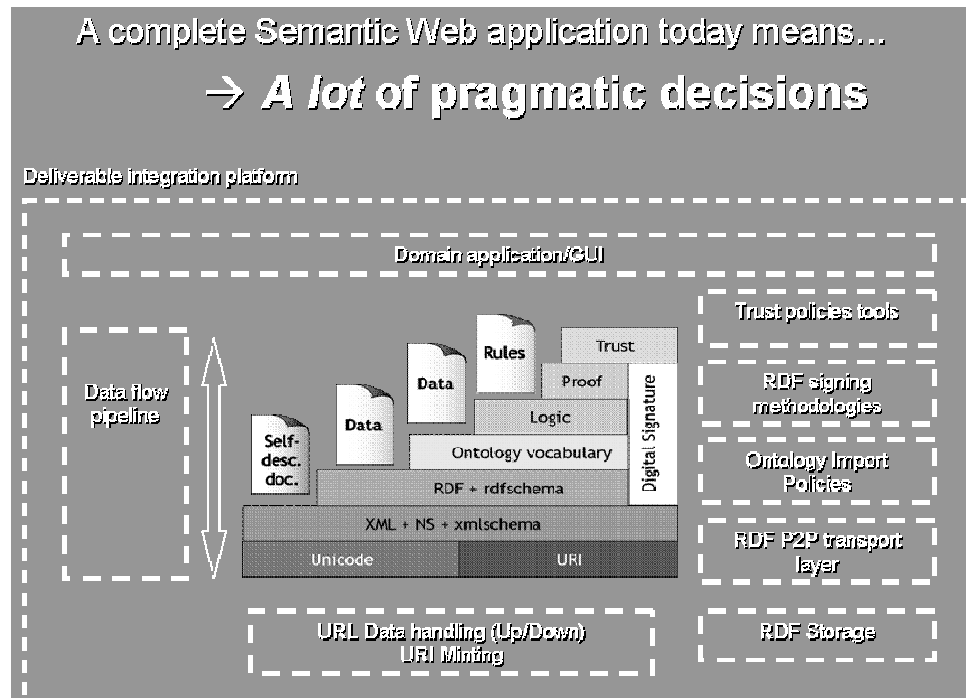 A complete Semantic Web application today means…
→ A lot of pragmatic decisions
Deliverable integration platform
Domain application/GUI
Data flow
pipeline
Self-
desc.
doc.
Data
Data
Rules
Trust
Proof
Logic
Ontology vocabulary
RDF + rdfschema
XML + NS + xmlschema
Unicode
URI
Digital Signature
Trust policies tools
RDF signing
methodologies
Ontology Import
Policies
RDF P2P transport
layer
RDF Storage
URL Data handling (Up/Down)
URI Minting